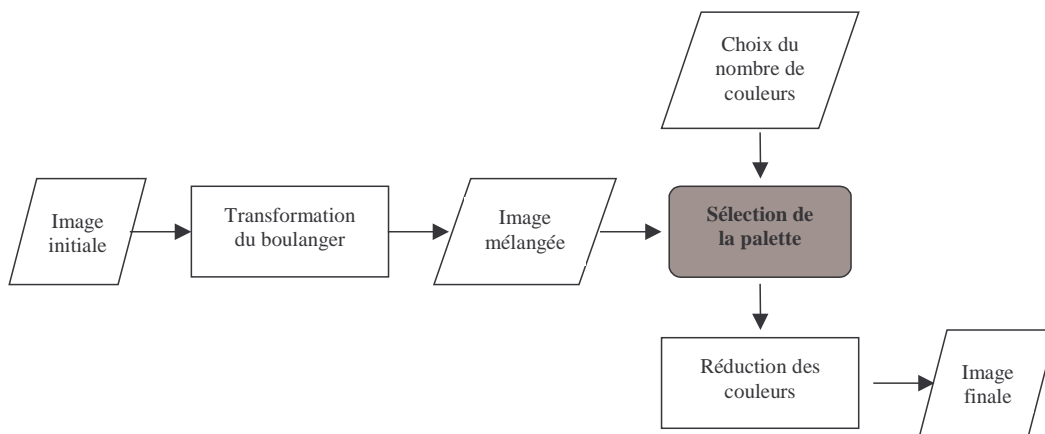 Choix du
nombre de
couleurs
Image
initiale
Transformation
du boulanger
Image
mélangée
Sélection de
la palette
Réduction des
couleurs
Image
finale